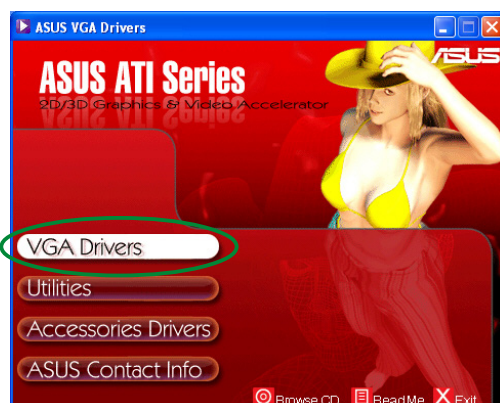 ASUS VGA Drivers
ASUS
ASUS ATI Series
2D/3D Graphics & Video Accelerator
VGA Drivers
Utilities
Accessories Drivers
ASUS Contact Info
Browse CD ReadMe Exit